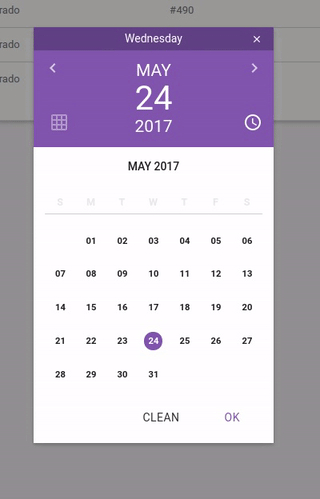 rado
#490
rado
rado
Wednesday ×
MAY
24
2017
MAY 2017
S M T W T F S
01 02 03 04 05 06
07 08 09 10 11 12 13
14 15 16 17 18 19 20
21 22 23 24 25 26 27
28 29 30 31
CLEAN OK